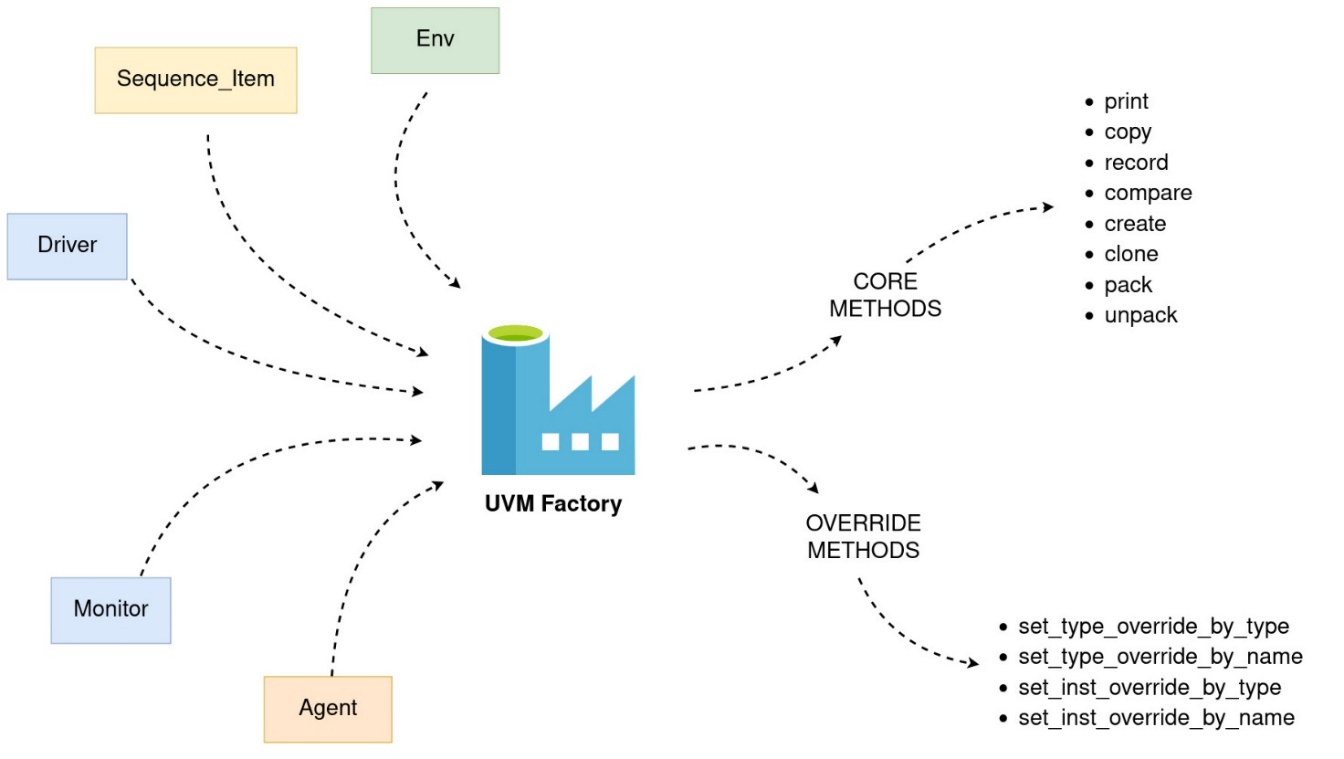 Env
Sequence_Item
Driver
Monitor
Agent
UVM Factory
CORE
METHODS
• print
• copy
• record
• compare
• create
• clone
• pack
• unpack
OVERRIDE
METHODS
• set_type_override_by_type
• set_type_override_by_name
• set_inst_override_by_type
• set_inst_override_by_name